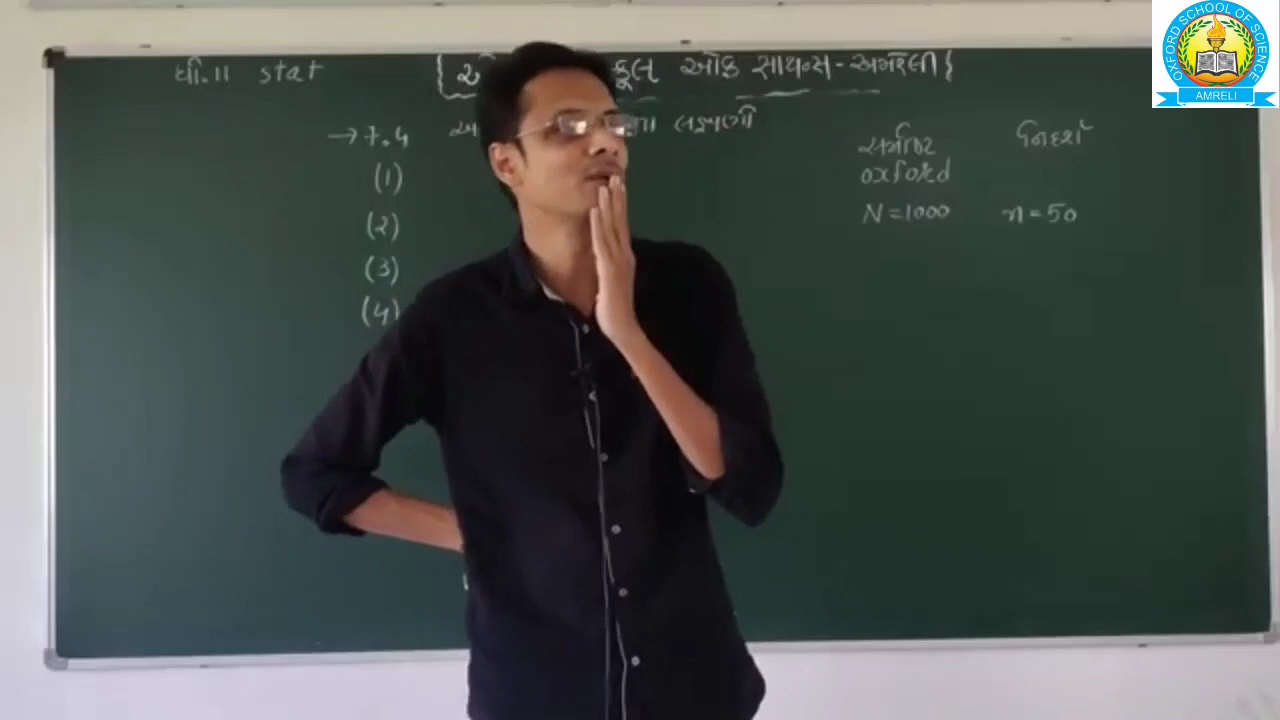 ધો.11 stat
સ્કૂલ ઓફ સાયન્સ - અમરેલી
→ 7.4 લક્ષણો
(1)
(2)
(3)
(4)
સમષ્ટિ નિદર્શ
oxford
N = 1000 n = 50
OXFORD SCHOOL OF SCIENCE
AMRELI